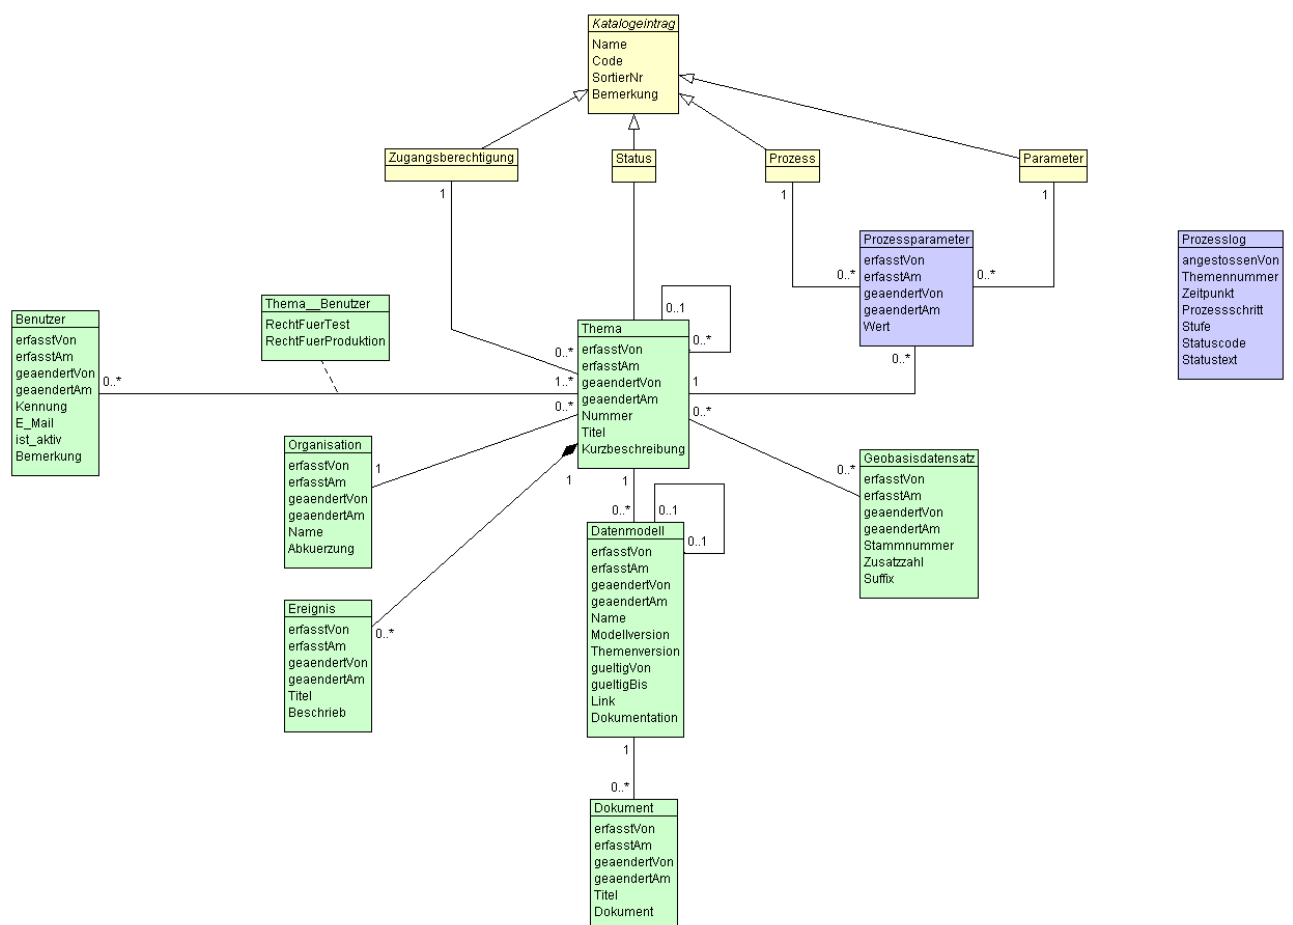 Katalogeintrag
Name
Code
SortierNr
Bemerkung
Zugangsberechtigung
Status
Prozess
Parameter
1
1
1
Prozessparameter
erfasstVon
erfasstAm
geaendertVon
geaendertAm
Wert
0..*
0..*
0..*
Prozesslog
angestossenVon
Themennummer
Zeitpunkt
Prozessschritt
Stufe
Statuscode
Statustext
Thema__Benutzer
RechtFuerTest
RechtFuerProduktion
Benutzer
erfasstVon
erfasstAm
geaendertVon
geaendertAm
Kennung
E_Mail
ist_aktiv
Bemerkung
0..*
0..1
0..*
Thema
erfasstVon
erfasstAm
geaendertVon
geaendertAm
Nummer
Titel
Kurzbeschreibung
0..*
1..*
0..*
1
0..*
1
1
0..*
Organisation
erfasstVon
erfasstAm
geaendertVon
geaendertAm
Name
Abkuerzung
1
Geobasisdatensatz
erfasstVon
erfasstAm
geaendertVon
geaendertAm
Stammnummer
Zusatzzahl
Suffix
0..*
0..1
0..1
Datenmodell
erfasstVon
erfasstAm
geaendertVon
geaendertAm
Name
Modellversion
Themenversion
gueltigVon
gueltigBis
Link
Dokumentation
Ereignis
erfasstVon
erfasstAm
geaendertVon
geaendertAm
Titel
Beschrieb
0..*
1
0..*
Dokument
erfasstVon
erfasstAm
geaendertVon
geaendertAm
Titel
Dokument